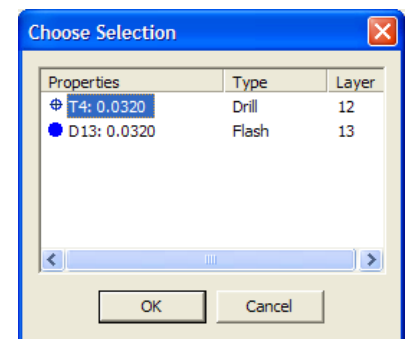 Choose Selection
Properties Type Layer
T4: 0.0320 Drill 12
D13: 0.0320 Flash 13
OK Cancel